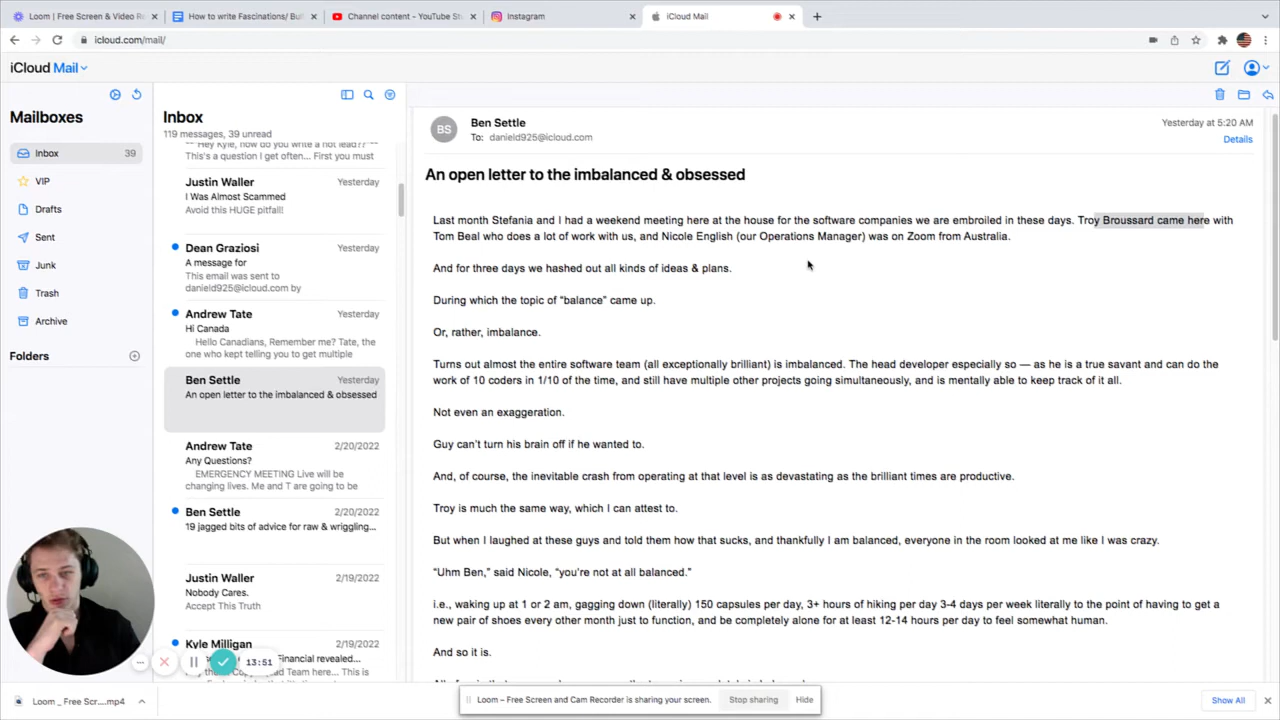 Loom | Free Screen & Video Re
How to write Fascinations/ Bul
Channel content - YouTube St
Instagram
iCloud Mail
icloud.com/mail/
iCloud Mail
Mailboxes
Inbox 39
VIP
Drafts
Sent
Junk
Trash
Archive
Folders
Inbox
119 messages, 39 unread
"Hey Kyle, how do you write a hot lead??"
This's a question I get often... First you must
Justin Waller Yesterday
I Was Almost Scammed
Avoid this HUGE pitfall!
Dean Graziosi Yesterday
A message for
This email was sent to
danield925@icloud.com by
Andrew Tate Yesterday
Hi Canada
Hello Canadians, Remember me? Tate, the
one who kept telling you to get multiple
Ben Settle Yesterday
An open letter to the imbalanced & obsessed
Andrew Tate 2/20/2022
Any Questions?
EMERGENCY MEETING Live will be
changing lives. Me and T are going to be
Ben Settle 2/20/2022
19 jagged bits of advice for raw & wriggling...
Justin Waller 2/19/2022
Nobody Cares.
Accept This Truth
Kyle Milligan 2/19/2022
Financial revealed...
Team here... This is
BS
Ben Settle
To: danield925@icloud.com
Yesterday at 5:20 AM
Details
An open letter to the imbalanced & obsessed
Last month Stefania and I had a weekend meeting here at the house for the software companies we are embroiled in these days. Troy Broussard came here with
Tom Beal who does a lot of work with us, and Nicole English (our Operations Manager) was on Zoom from Australia.
And for three days we hashed out all kinds of ideas & plans.
During which the topic of “balance” came up.
Or, rather, imbalance.
Turns out almost the entire software team (all exceptionally brilliant) is imbalanced. The head developer especially so — as he is a true savant and can do the
work of 10 coders in 1/10 of the time, and still have multiple other projects going simultaneously, and is mentally able to keep track of it all.
Not even an exaggeration.
Guy can’t turn his brain off if he wanted to.
And, of course, the inevitable crash from operating at that level is as devastating as the brilliant times are productive.
Troy is much the same way, which I can attest to.
But when I laughed at these guys and told them how that sucks, and thankfully I am balanced, everyone in the room looked at me like I was crazy.
“Uhm Ben,” said Nicole, “you’re not at all balanced.”
i.e., waking up at 1 or 2 am, gagging down (literally) 150 capsules per day, 3+ hours of hiking per day 3-4 days per week literally to the point of having to get a
new pair of shoes every other month just to function, and be completely alone for at least 12-14 hours per day to feel somewhat human.
And so it is.
13:51
Loom – Free Screen and Cam Recorder is sharing your screen.
Stop sharing
Hide
Loom _ Free Scr....mp4
Show All